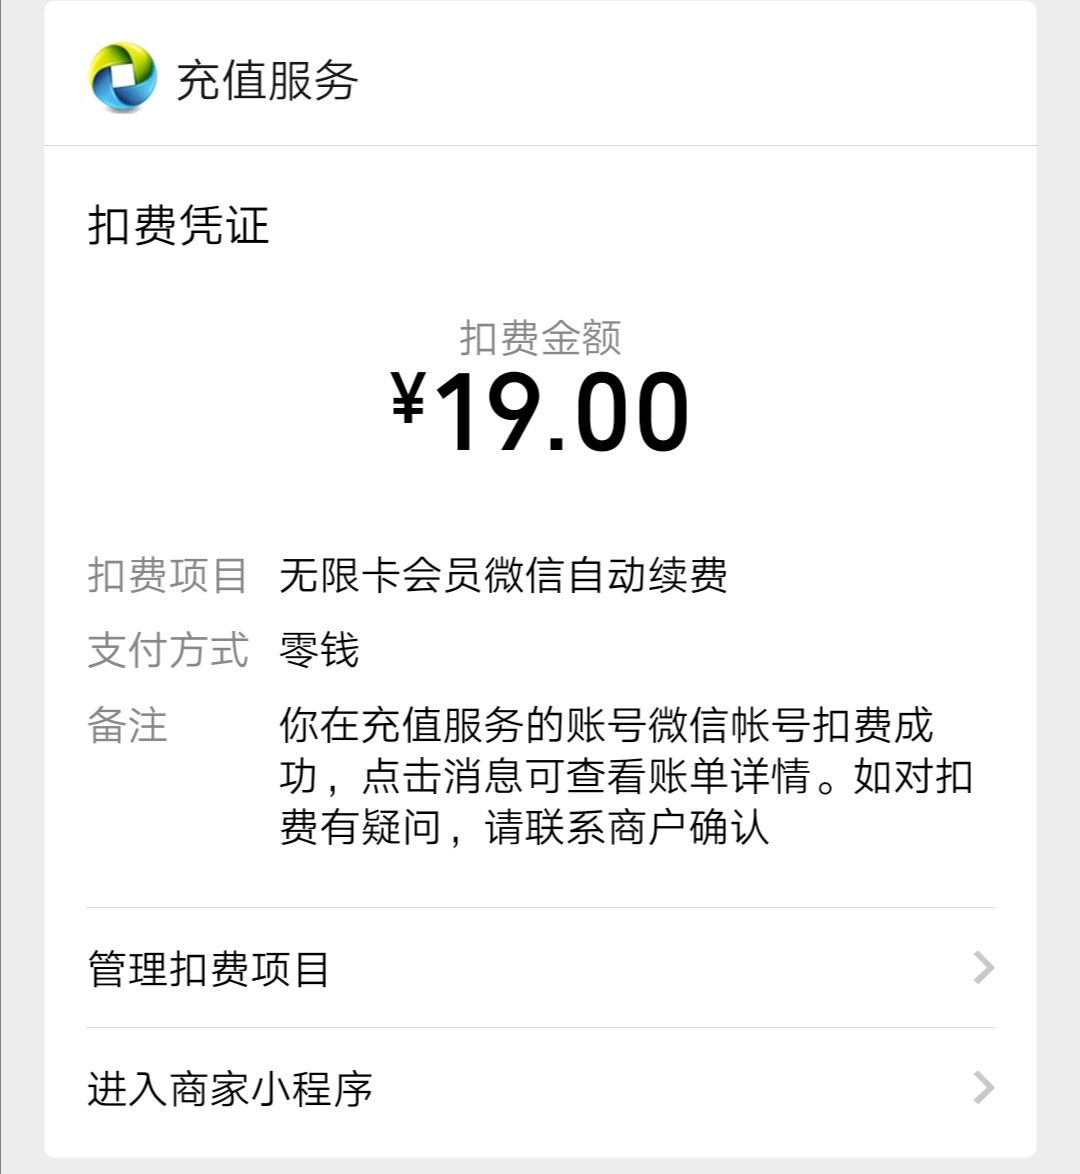 充值服务
扣费凭证
扣费金额
¥19.00
扣费项目 无限卡会员微信自动续费
支付方式 零钱
备注 你在充值服务的账号微信帐号扣费成
功，点击消息可查看账单详情。如对扣
费有疑问，请联系商户确认
管理扣费项目
进入商家小程序